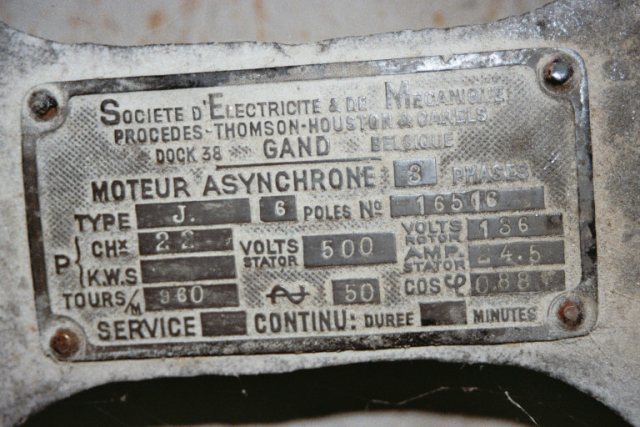 SOCIETE D'ELECTRICITE & DE MECANIQUE
PROCEDES-THOMSON-HOUSTON & CARELS
DOCK 38 GAND BELGIQUE
MOTEUR ASYNCHRONE 3 PHASES
TYPE J. 6 POLES No 16516
P { CHx 22 VOLTS STATOR 500 VOLTS ROTOR 186
K.W.S AMP. STATOR 24.5
TOURS/M 960 50 COS φ 0.88
SERVICE CONTINU: DUREE MINUTES